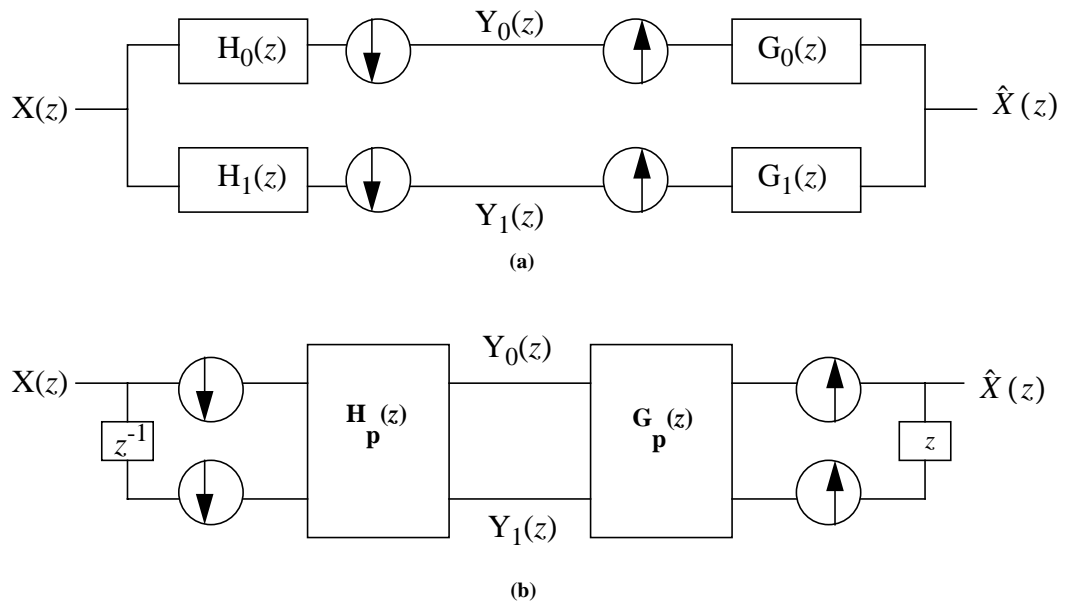 Y₀(z)
H₀(z) G₀(z)
X(z) X̂(z)
H₁(z) G₁(z)
Y₁(z)
(a)
Y₀(z)
X(z) X̂(z)
z⁻¹ Hₚ(z) Gₚ(z) z
Y₁(z)
(b)